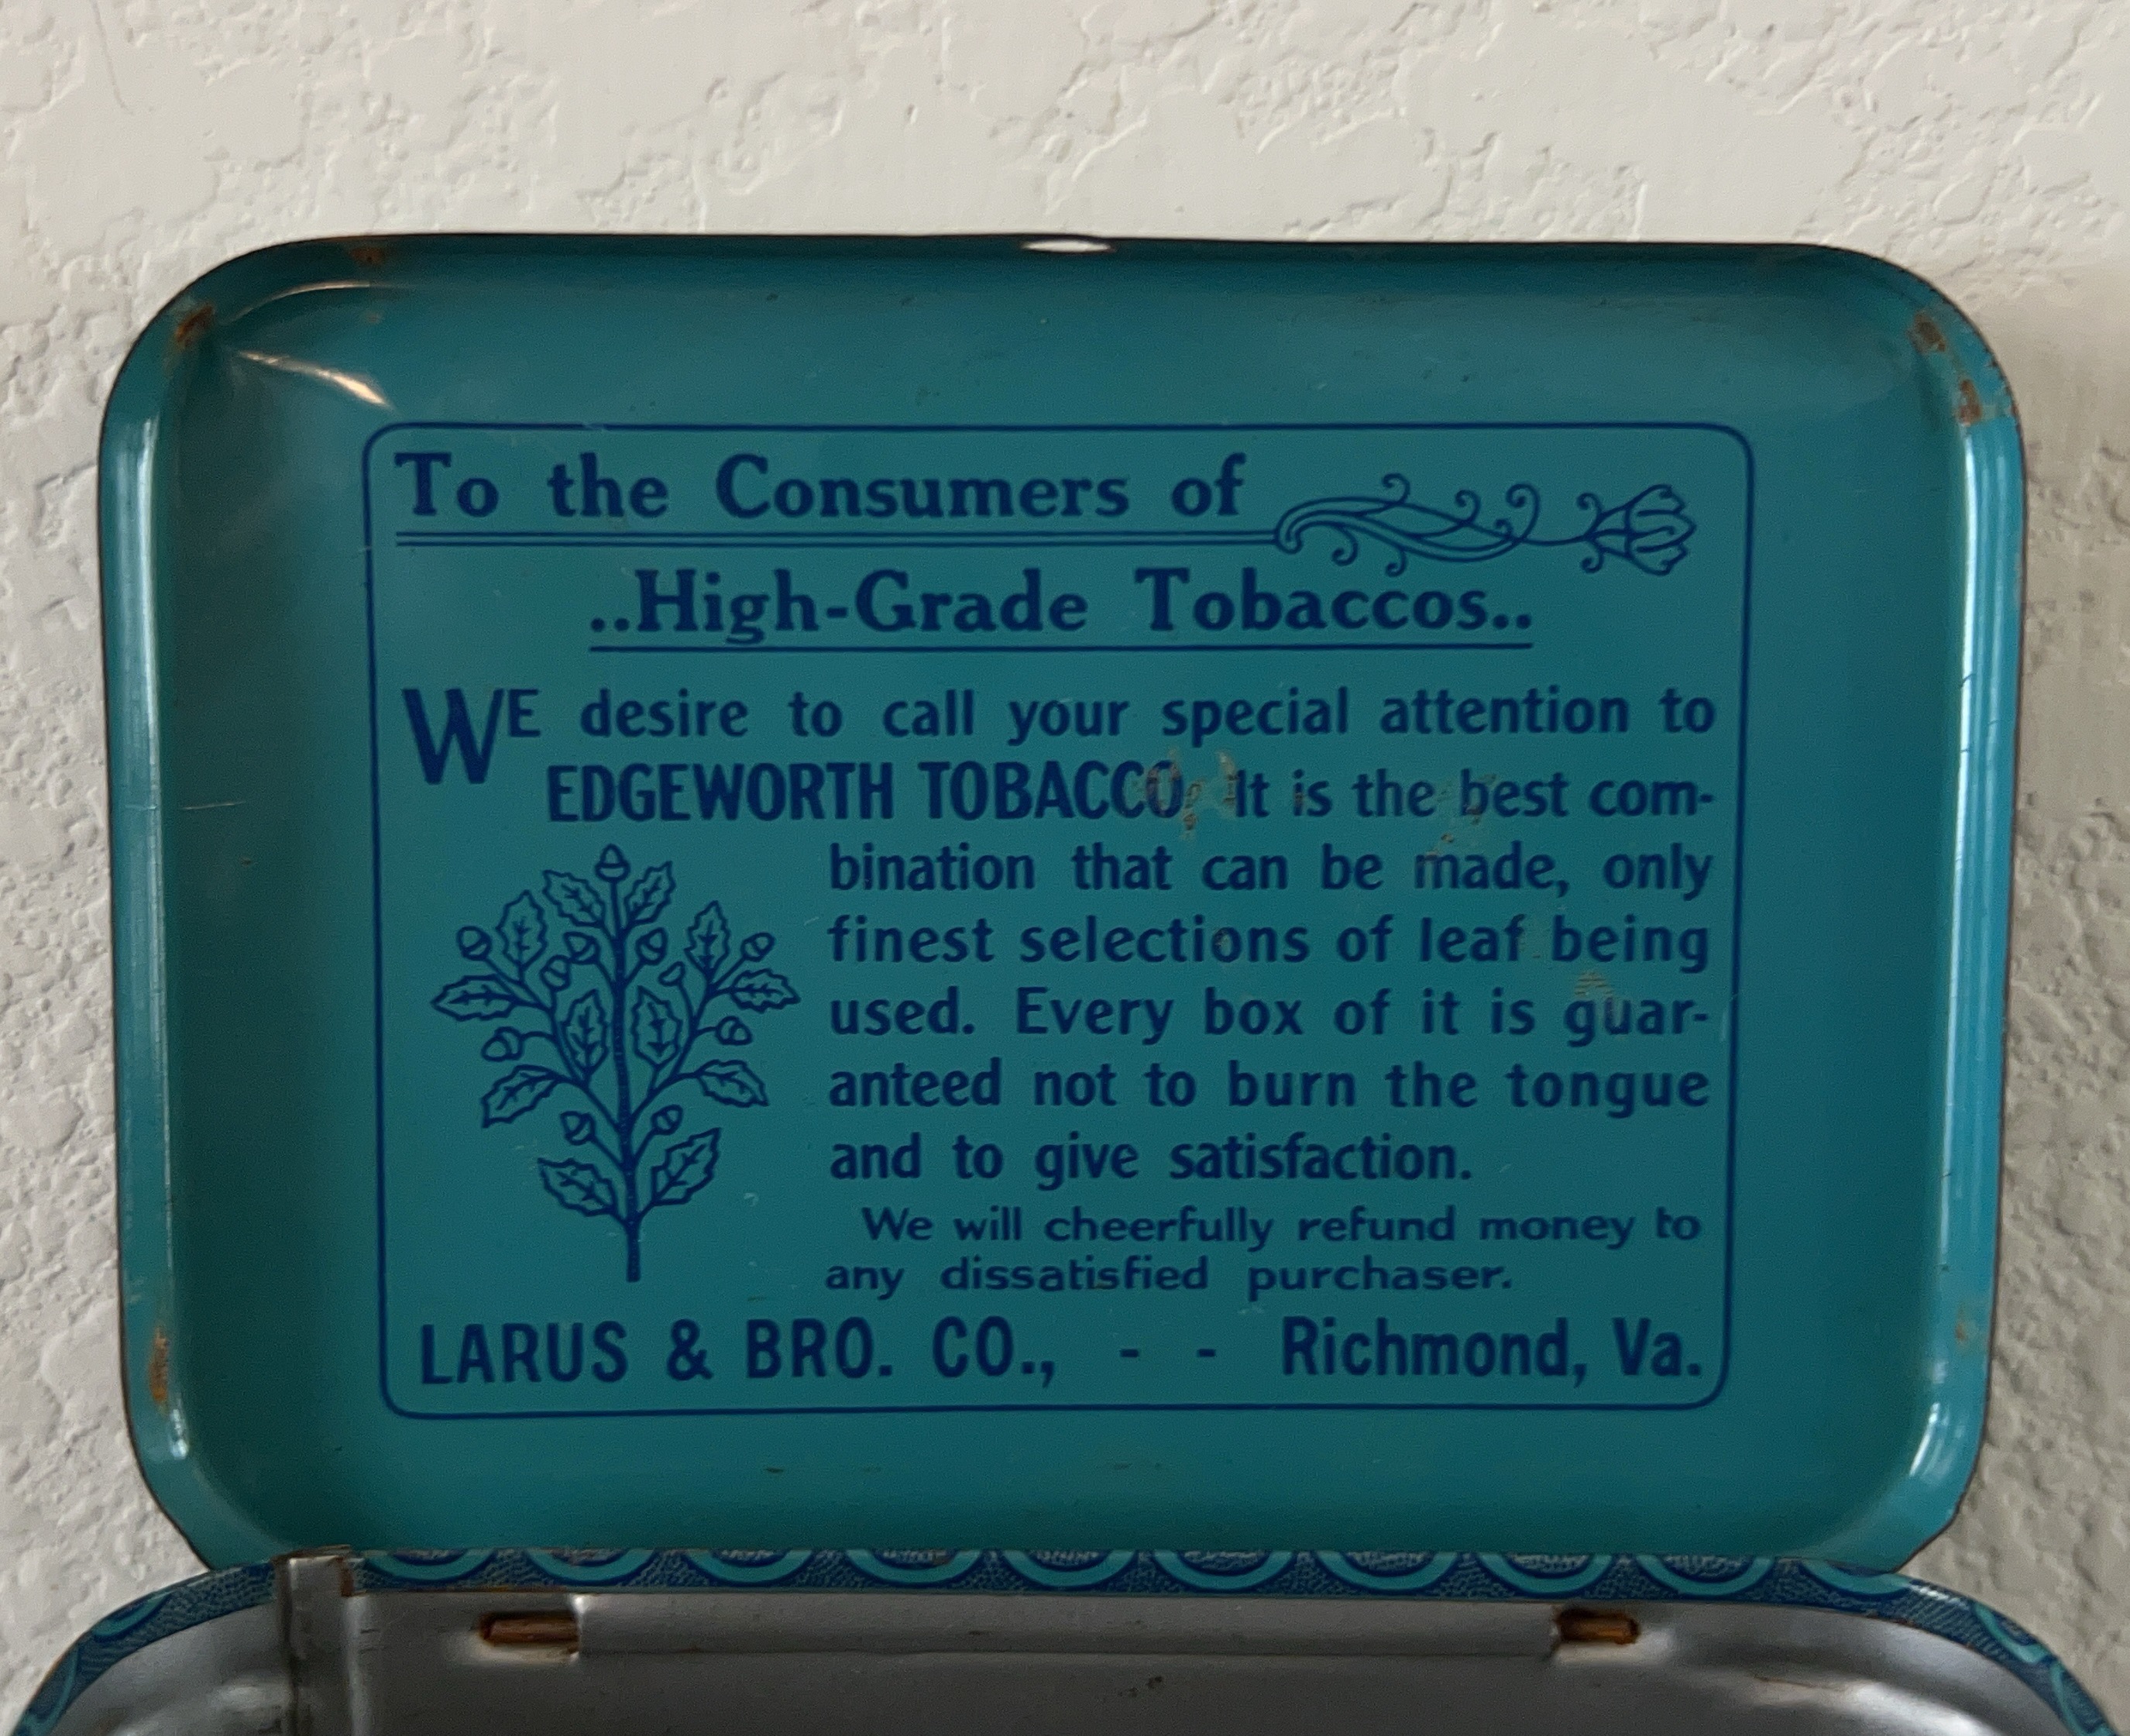 To the Consumers of
..High-Grade Tobaccos..
WE desire to call your special attention to
EDGEWORTH TOBACCO, It is the best com-
bination that can be made, only
finest selections of leaf being
used. Every box of it is guar-
anteed not to burn the tongue
and to give satisfaction.
We will cheerfully refund money to
any dissatisfied purchaser.
LARUS & BRO. CO., - - Richmond, Va.